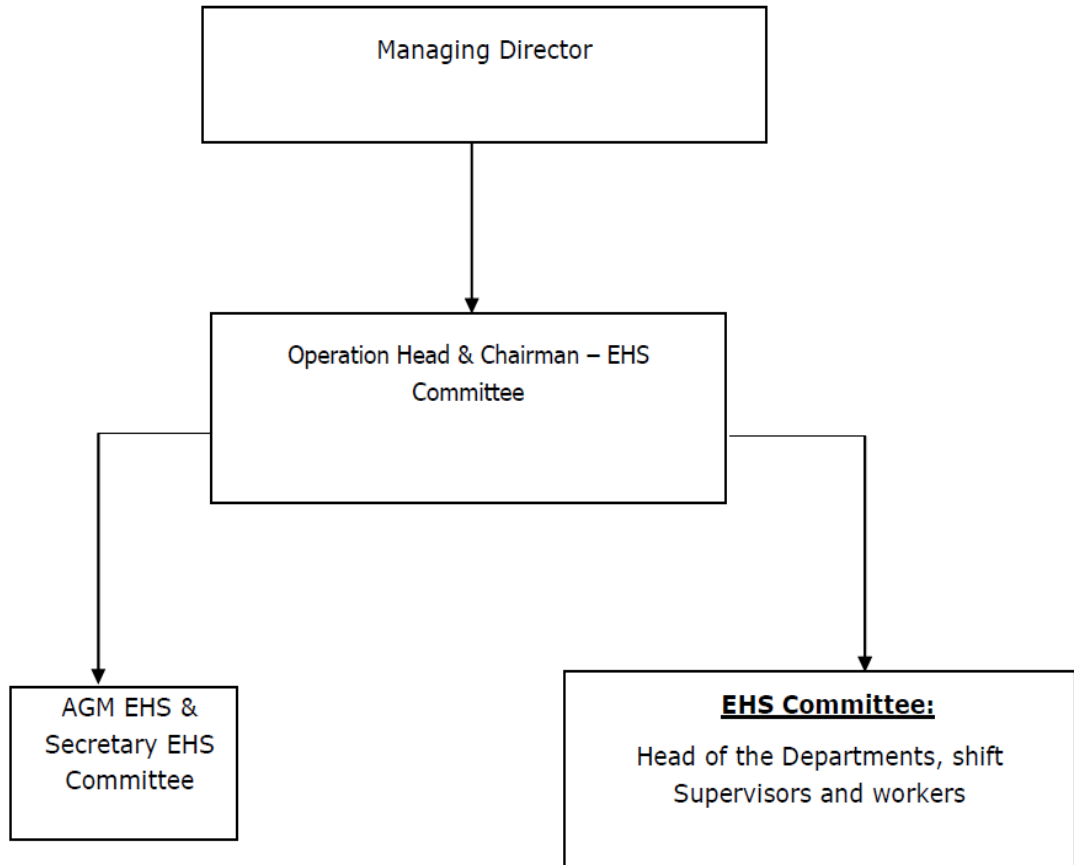 Managing Director
Operation Head & Chairman – EHS
Committee
AGM EHS &
Secretary EHS
Committee
EHS Committee:
Head of the Departments, shift
Supervisors and workers